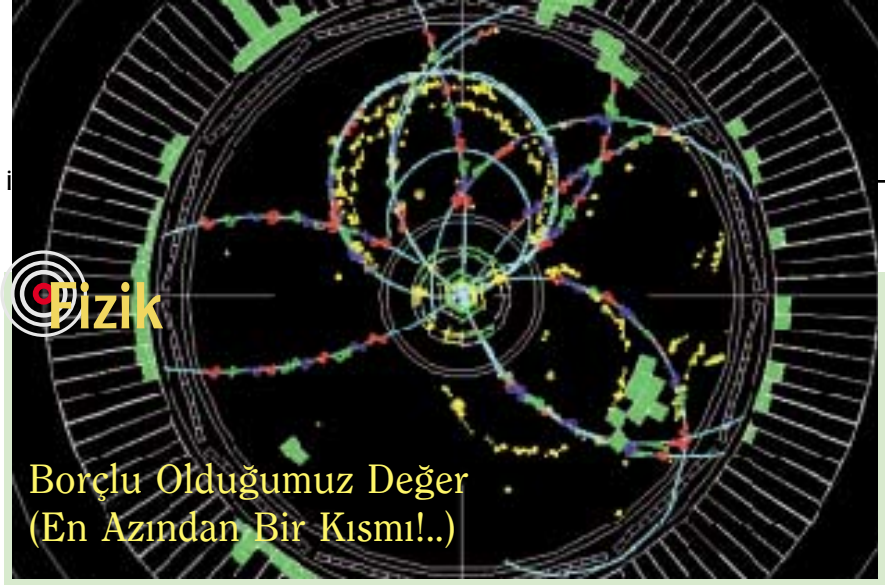 Fizik
Borçlu Olduğumuz Değer
(En Azından Bir Kısmı!..)